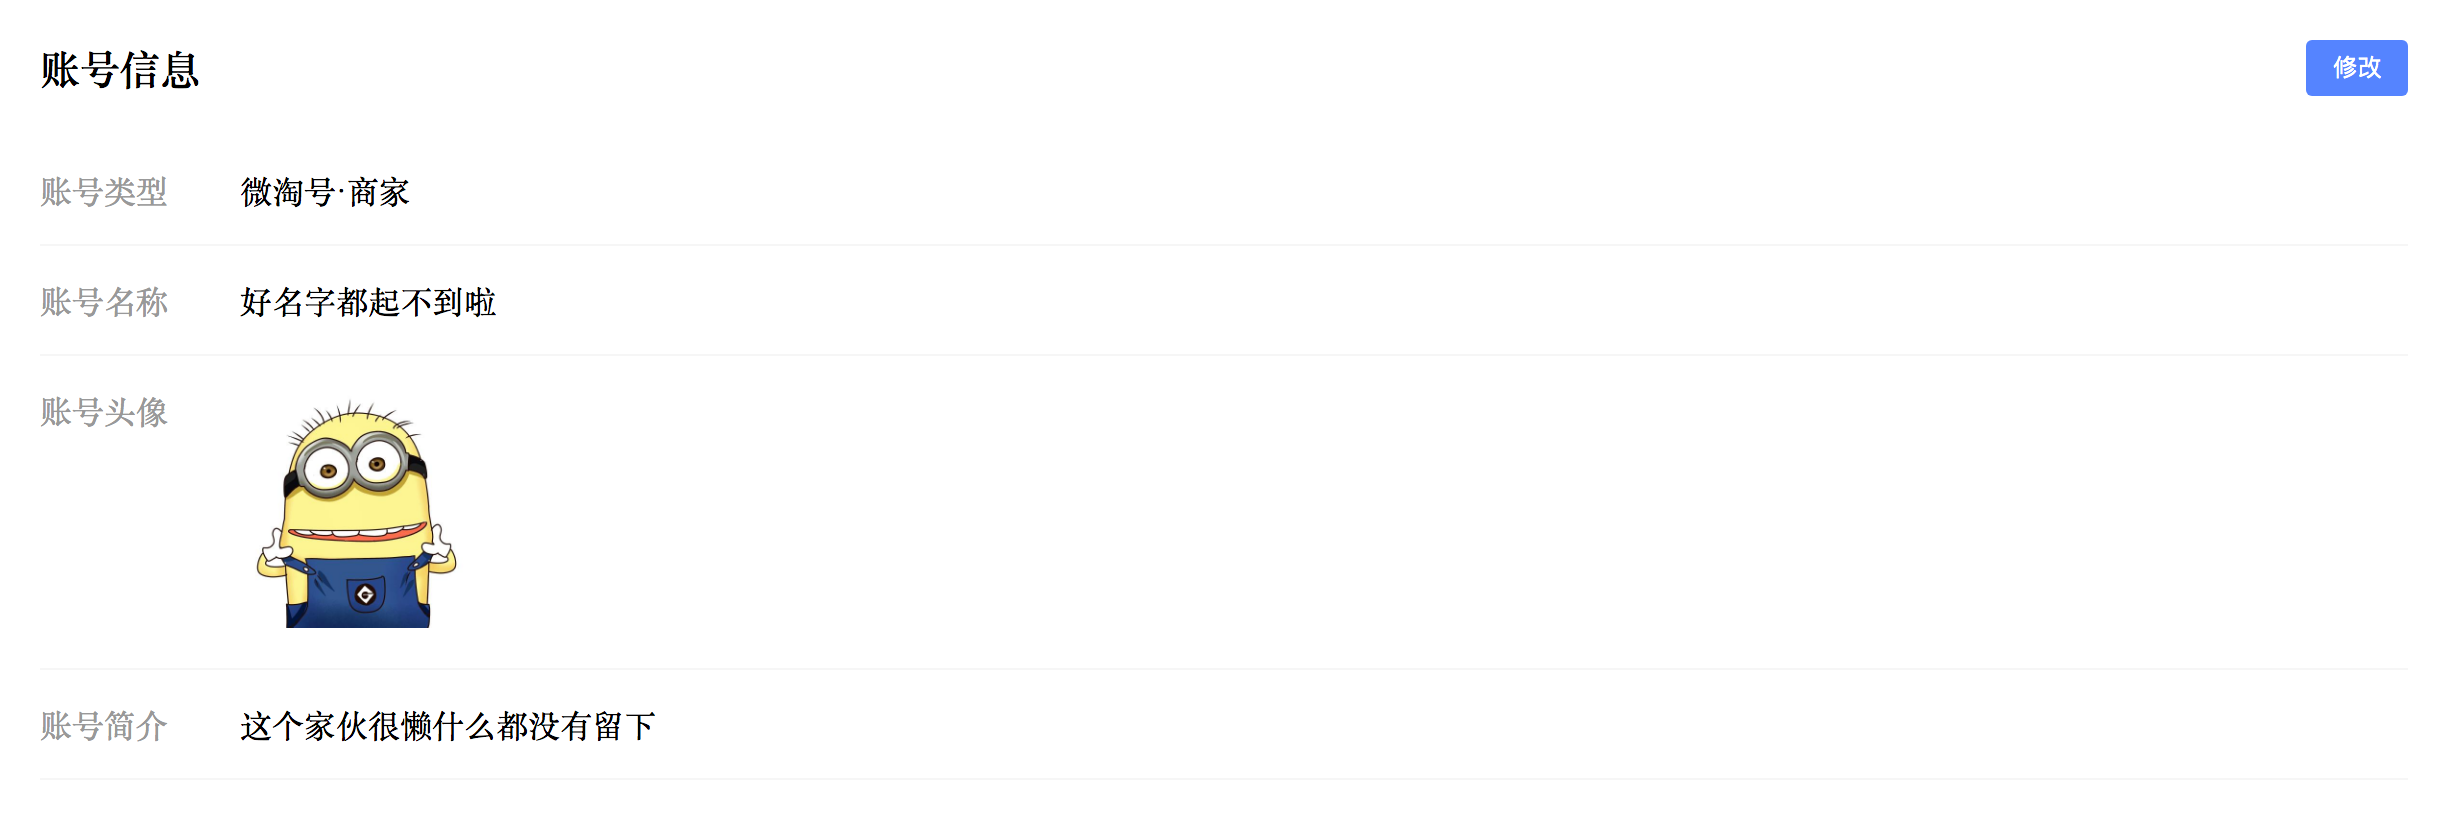 账号信息
修改
账号类型 微淘号·商家
账号名称 好名字都起不到啦
账号头像
账号简介 这个家伙很懒什么都没有留下